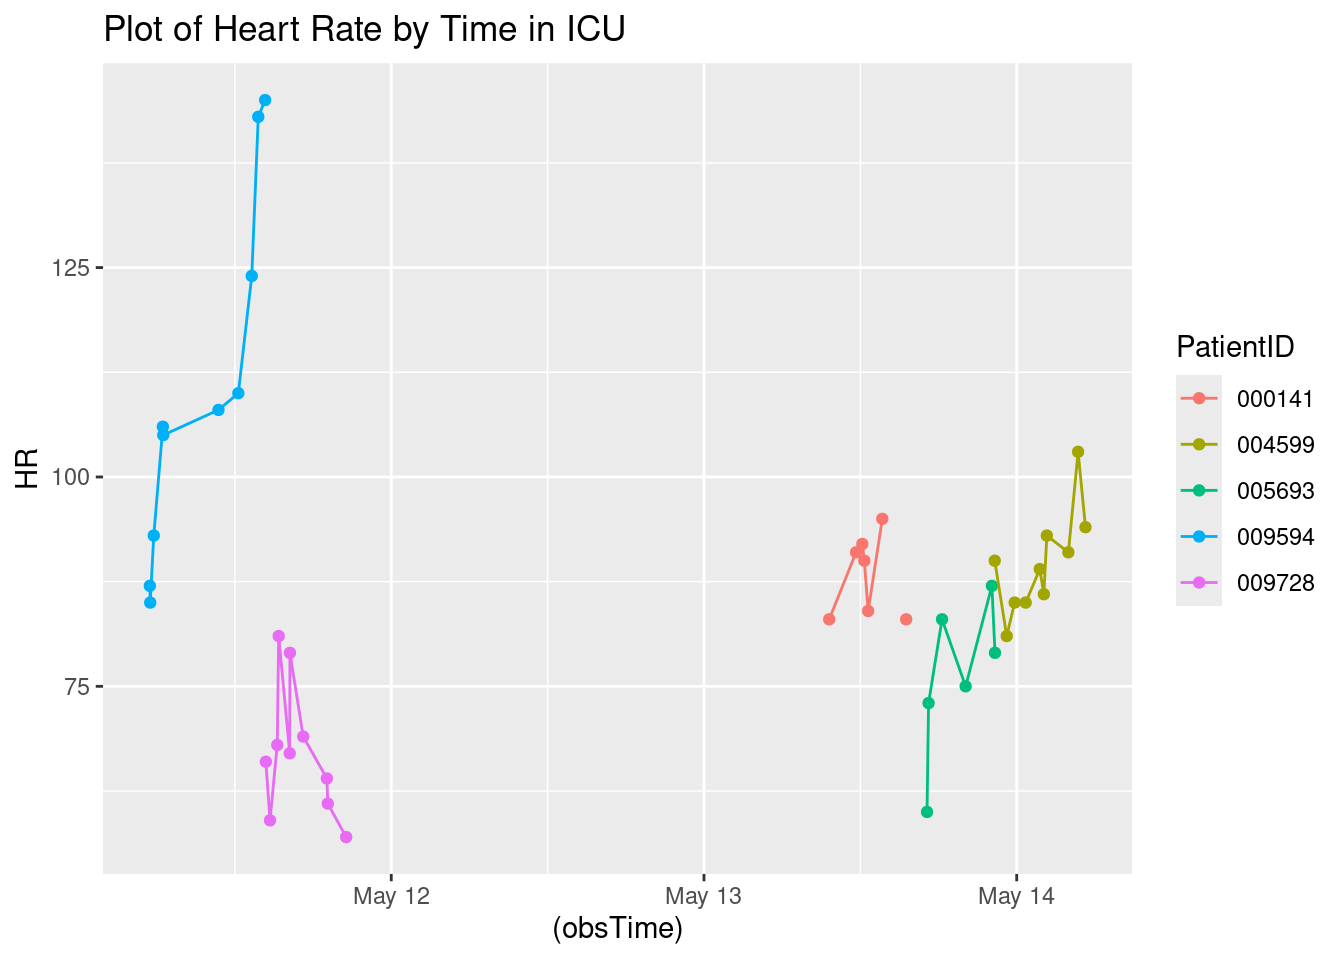 Plot of Heart Rate by Time in ICU
HR
125
100
75
May 12
May 13
May 14
(obsTime)
PatientID
000141
004599
005693
009594
009728